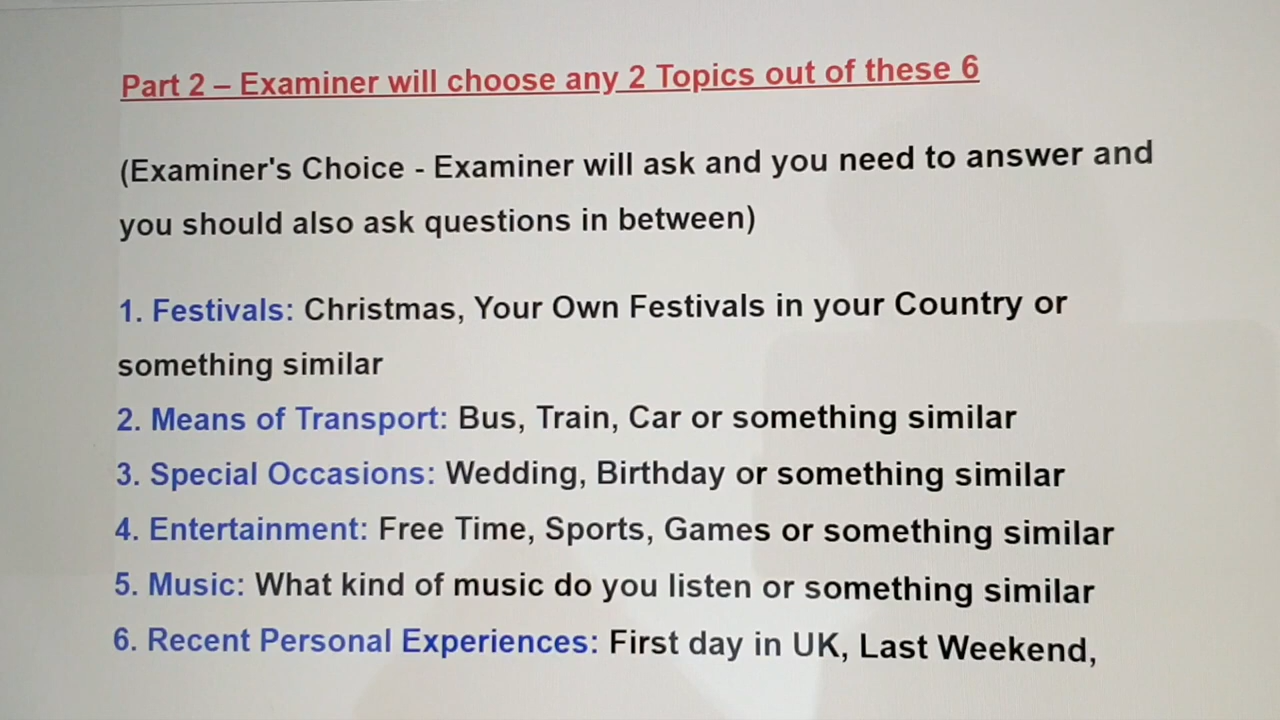 Part 2 – Examiner will choose any 2 Topics out of these 6
(Examiner's Choice - Examiner will ask and you need to answer and
you should also ask questions in between)
1. Festivals: Christmas, Your Own Festivals in your Country or
something similar
2. Means of Transport: Bus, Train, Car or something similar
3. Special Occasions: Wedding, Birthday or something similar
4. Entertainment: Free Time, Sports, Games or something similar
5. Music: What kind of music do you listen or something similar
6. Recent Personal Experiences: First day in UK, Last Weekend,